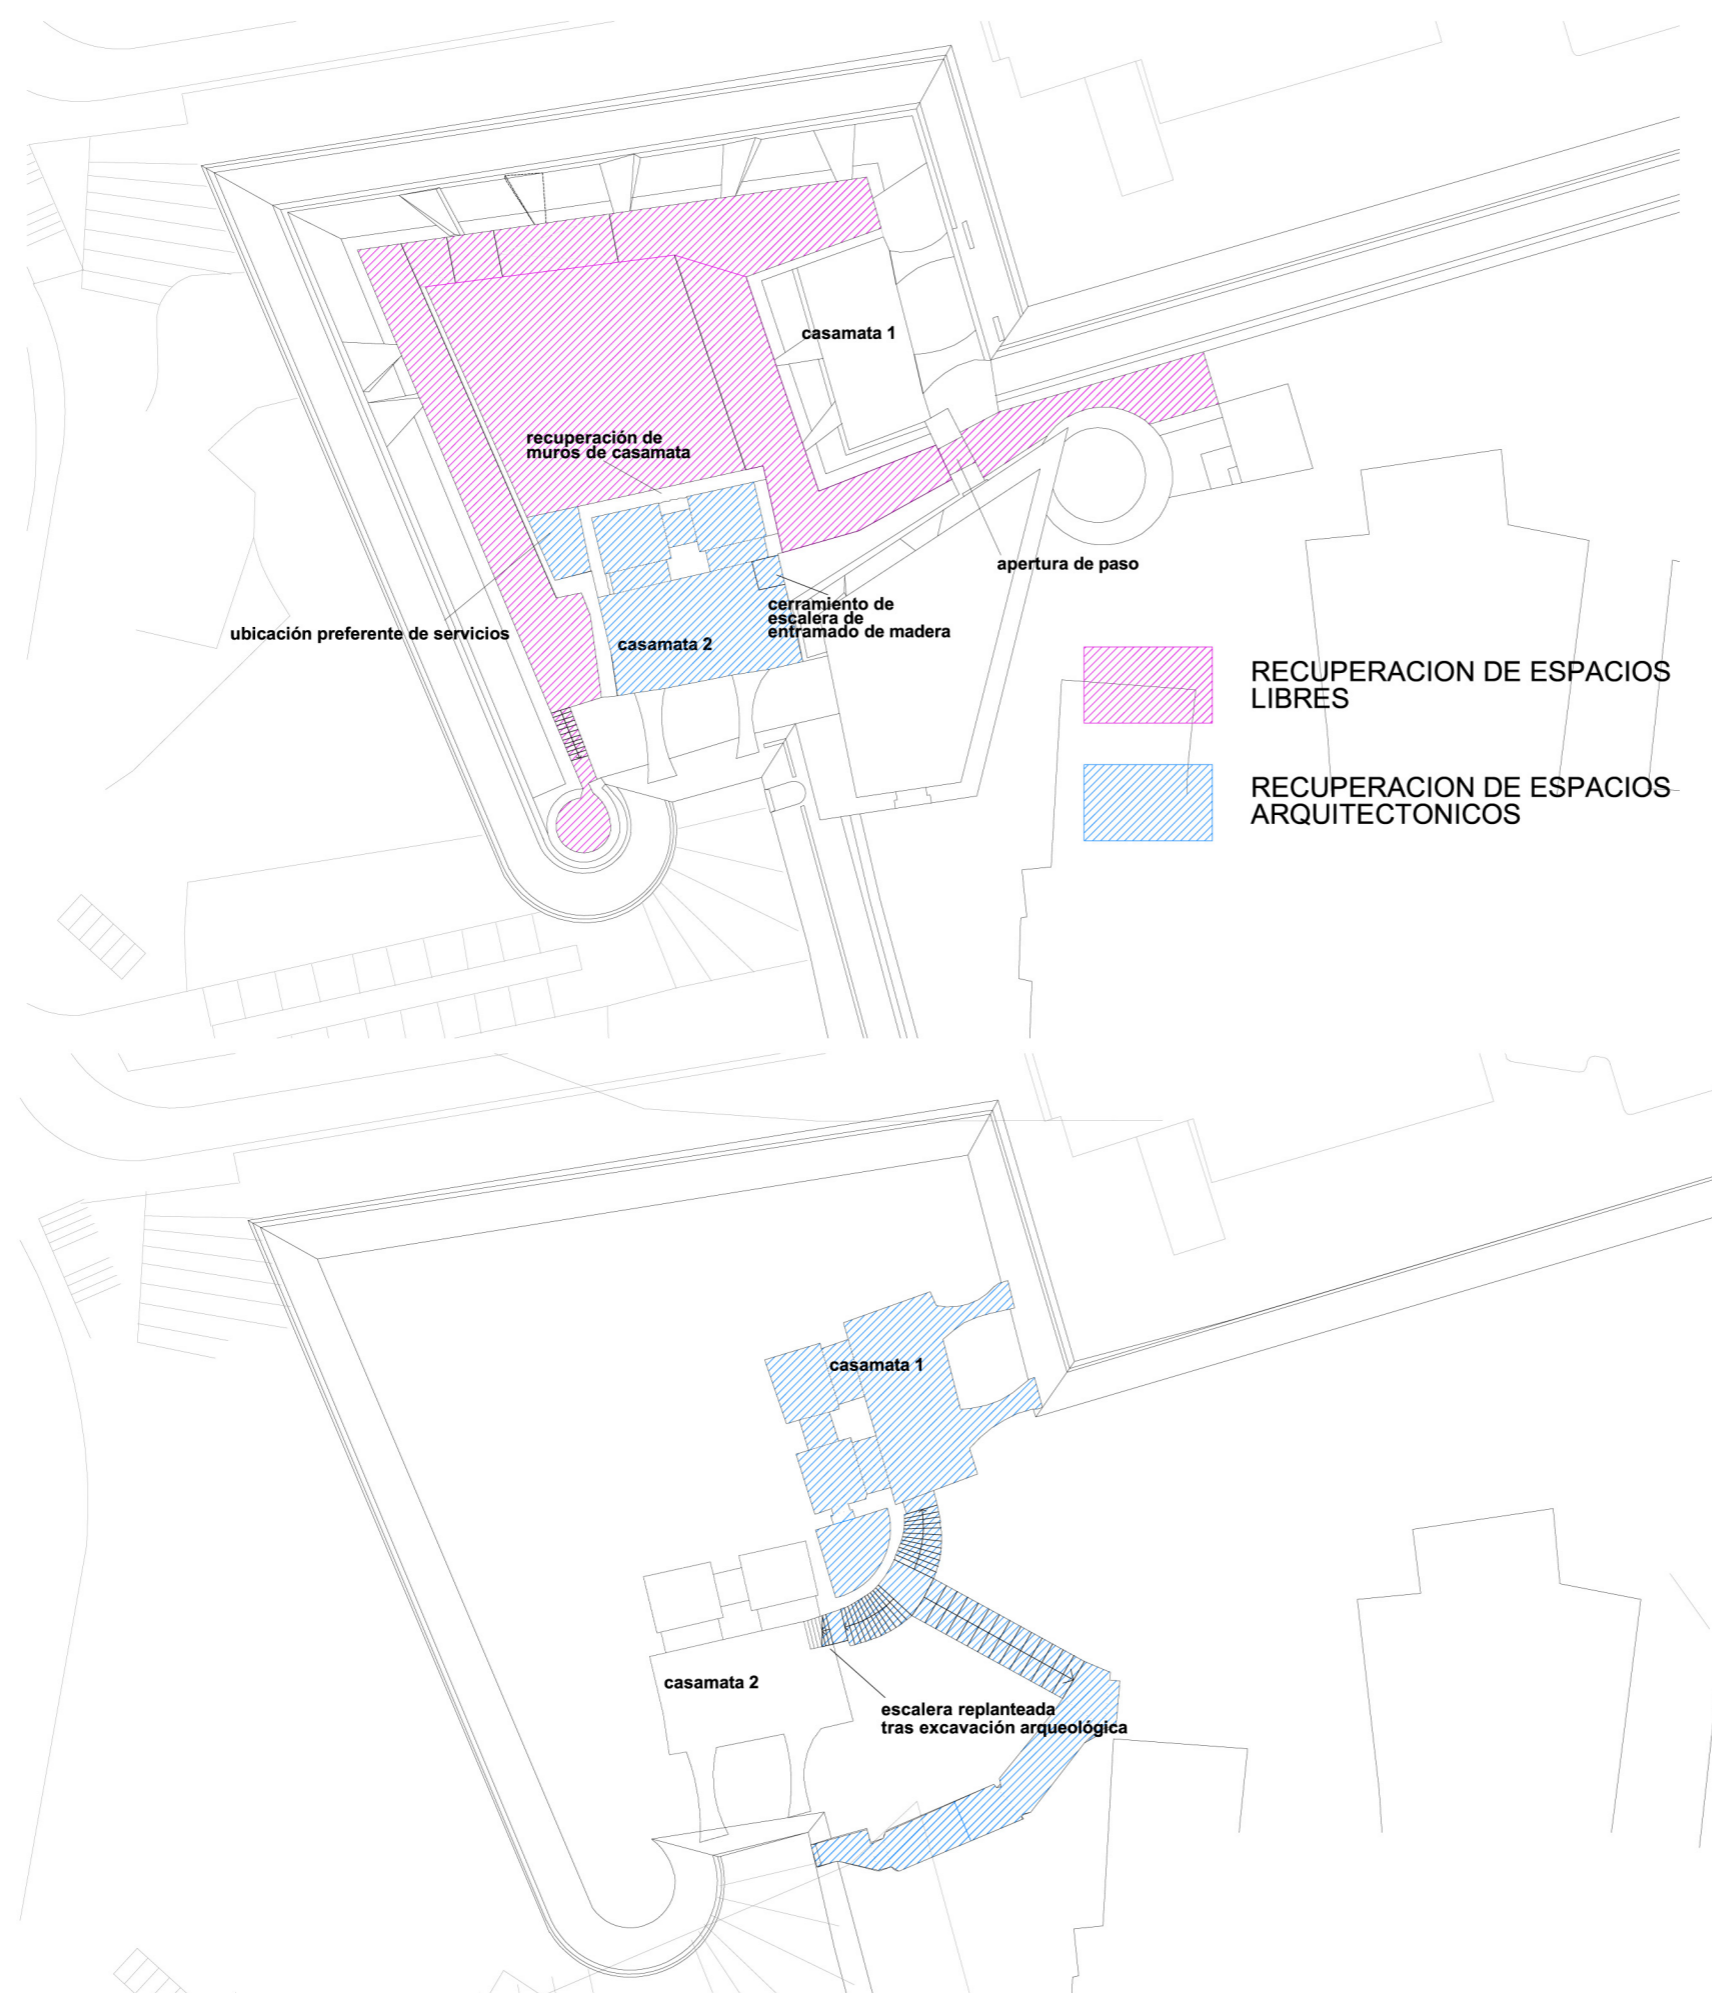 casamata 1
recuperación de
muros de casamata
apertura de paso
cerramiento de
escalera de
entramado de madera
ubicación preferente de servicios
casamata 2
RECUPERACION DE ESPACIOS
LIBRES
RECUPERACION DE ESPACIOS
ARQUITECTONICOS
casamata 1
casamata 2
escalera replanteada
tras excavación arqueológica